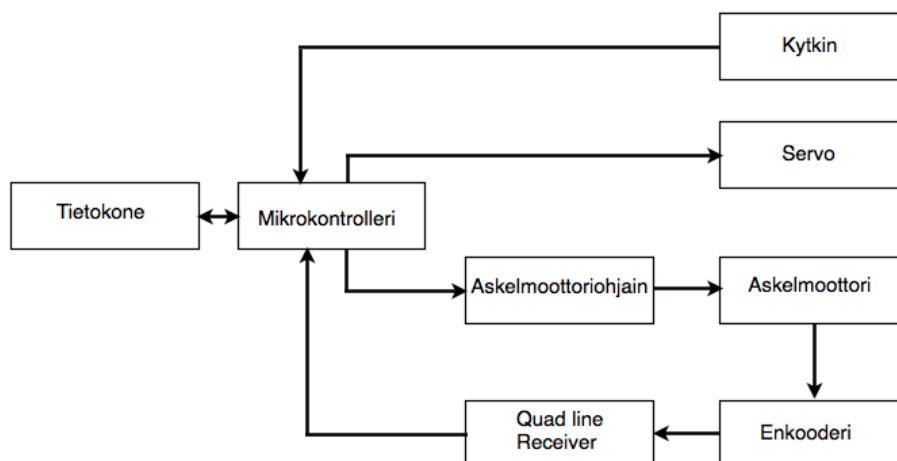 Kytkin
Servo
Tietokone
Mikrokontrolleri
Askelmoottoriohjain
Askelmoottori
Quad line
Receiver
Enkooderi